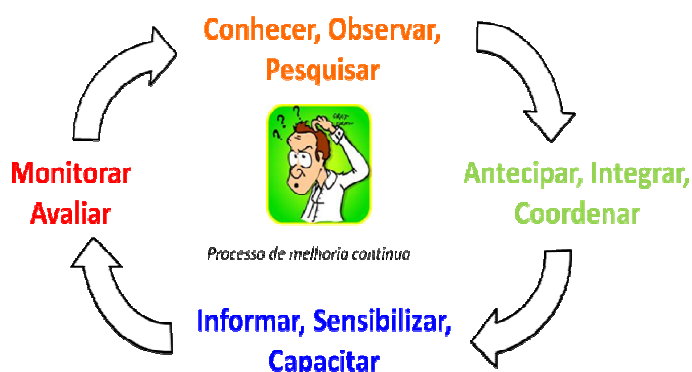 Conhecer, Observar,
Pesquisar
Antecipar, Integrar,
Coordenar
Informar, Sensibilizar,
Capacitar
Monitorar
Avaliar
Processo de melhoria continua